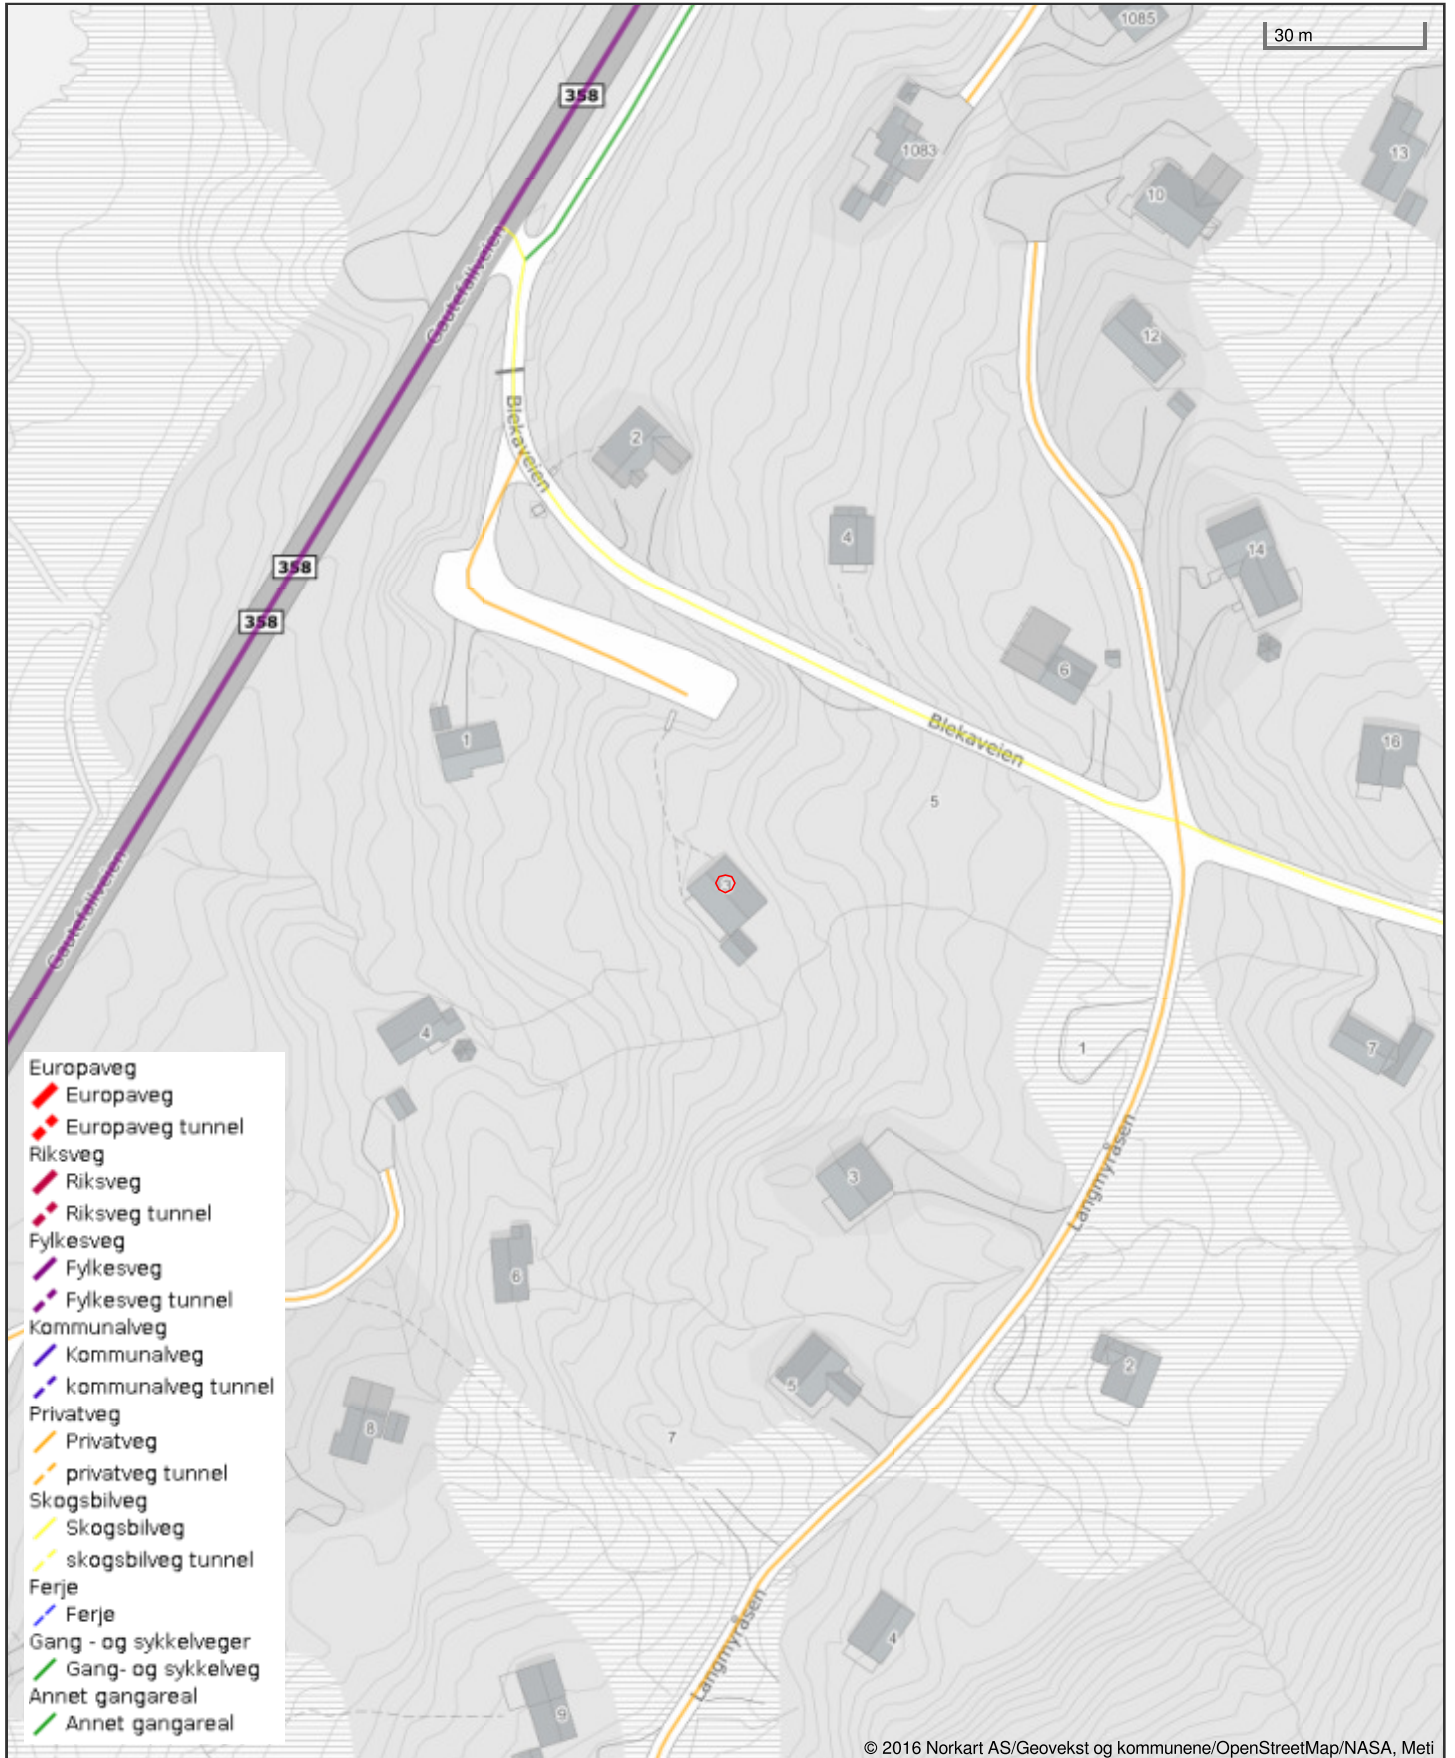 1085
30 m
358
1083
13
10
Gautefallveien
12
Blekaveien
2
4
14
358
358
6
Blekaveien
16
1
5
3
Gautefallveien
4
1
7
Langmyråsen
3
6
2
5
8
7
4
Langmyråsen
9
Europaveg
Europaveg
Europaveg tunnel
Riksveg
Riksveg
Riksveg tunnel
Fylkesveg
Fylkesveg
Fylkesveg tunnel
Kommunalveg
Kommunalveg
kommunalveg tunnel
Privatveg
Privatveg
privatveg tunnel
Skogsbilveg
Skogsbilveg
skogsbilveg tunnel
Ferje
Ferje
Gang - og sykkelveger
Gang- og sykkelveg
Annet gangareal
Annet gangareal
© 2016 Norkart AS/Geovekst og kommunene/OpenStreetMap/NASA, Meti